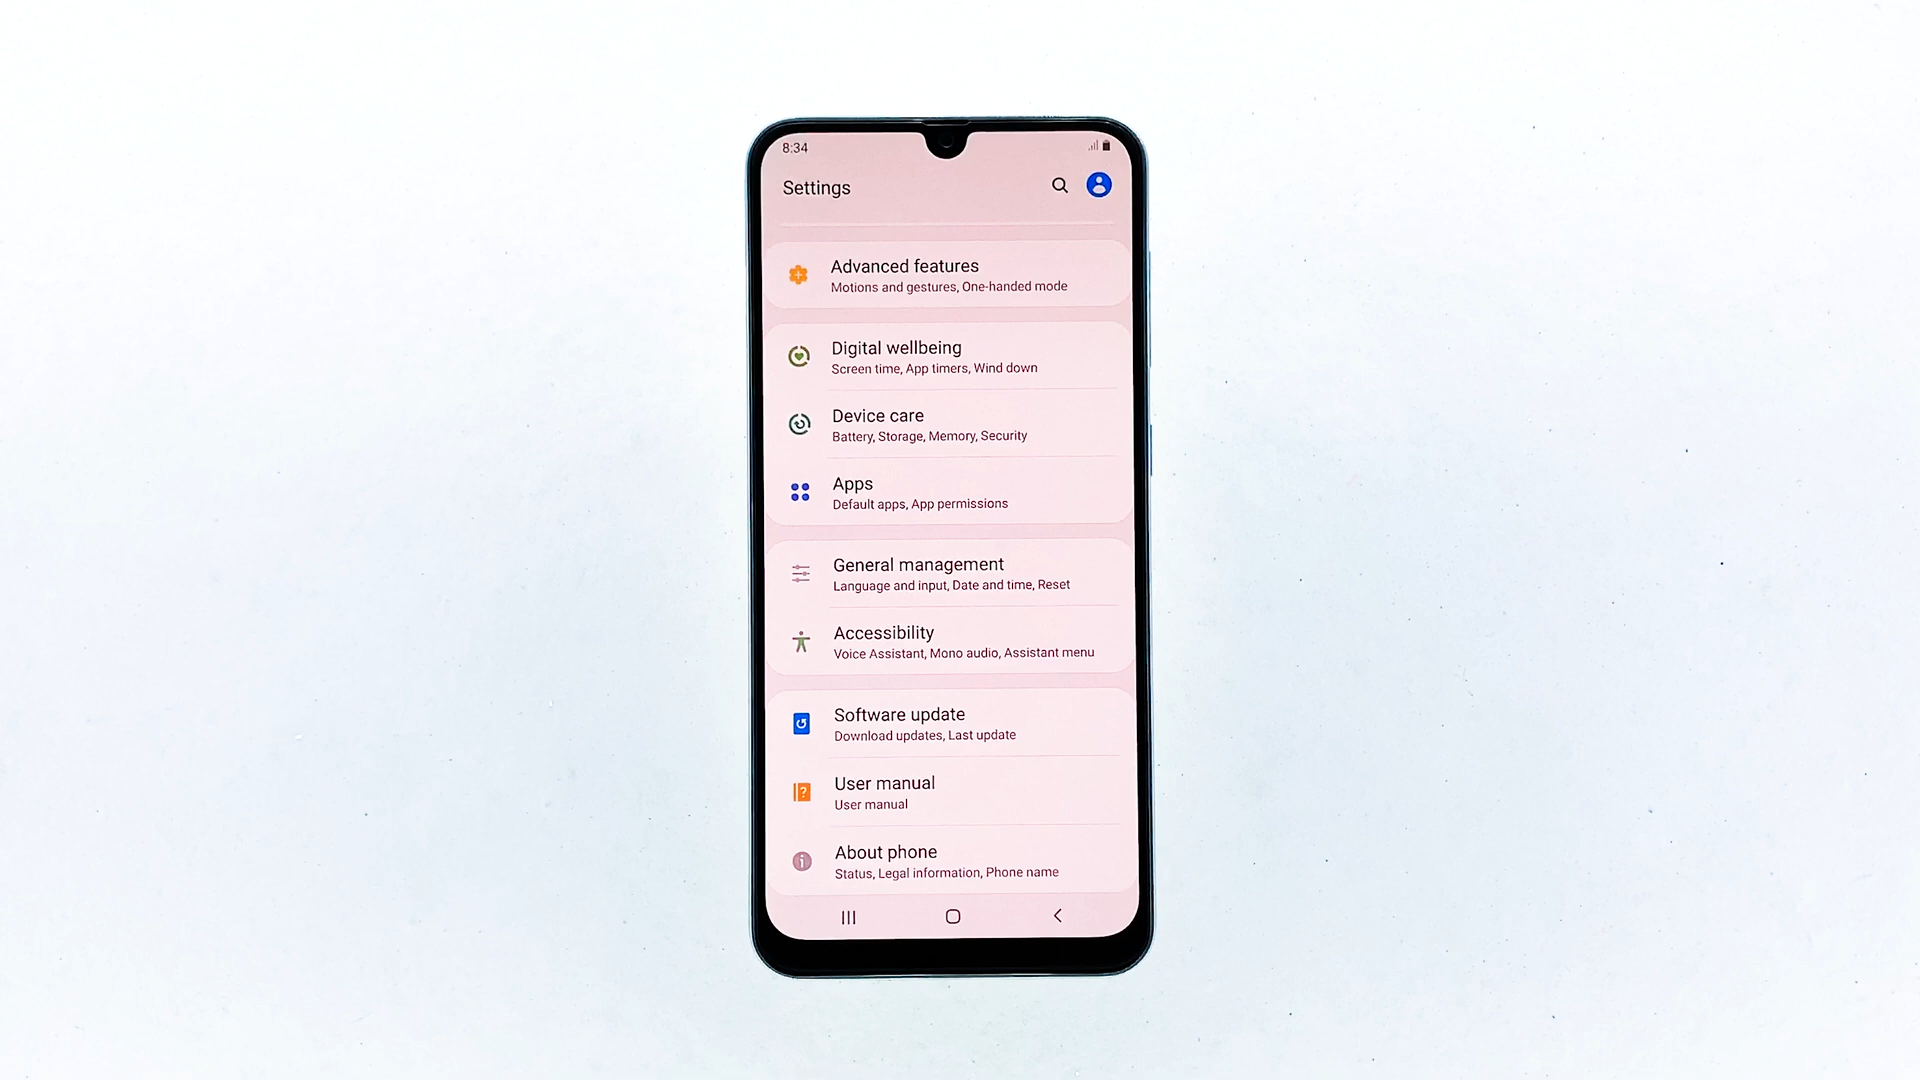 8:34
Settings
Advanced features
Motions and gestures, One-handed mode
Digital wellbeing
Screen time, App timers, Wind down
Device care
Battery, Storage, Memory, Security
Apps
Default apps, App permissions
General management
Language and input, Date and time, Reset
Accessibility
Voice Assistant, Mono audio, Assistant menu
Software update
Download updates, Last update
User manual
User manual
About phone
Status, Legal information, Phone name